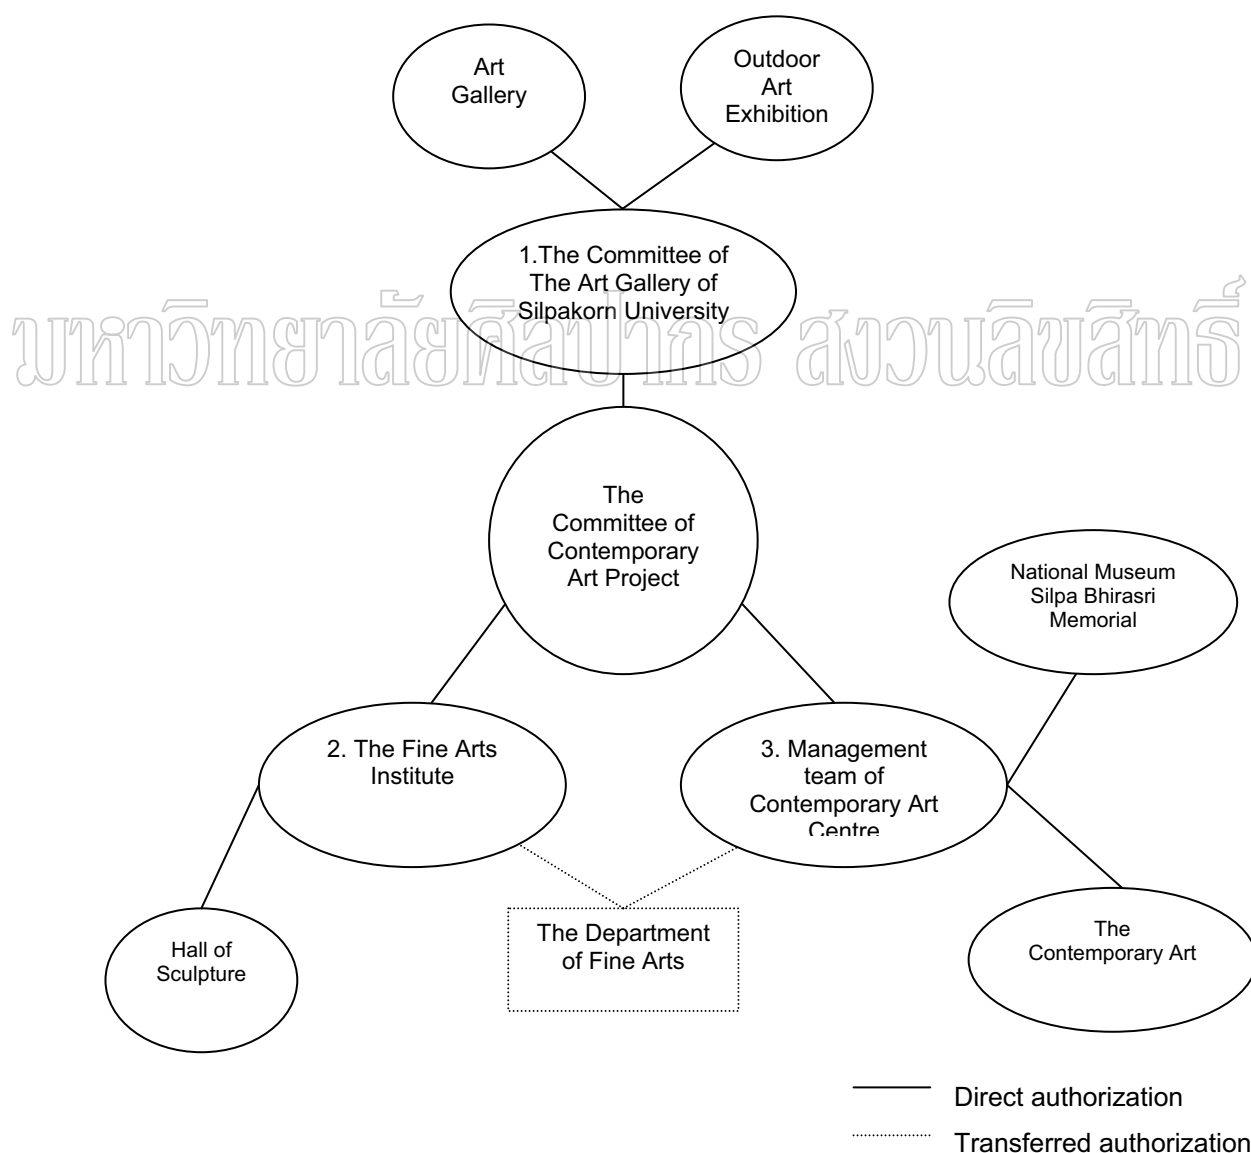 Art
Gallery
Outdoor
Art
Exhibition
1.The Committee of
The Art Gallery of
Silpakorn University
มหาวิทยาลัยศิลปากร สงวนลิขสิทธิ์
The
Committee of
Contemporary
Art Project
National Museum
Silpa Bhirasri
Memorial
2. The Fine Arts
Institute
3. Management
team of
Contemporary Art
Centre
Hall of
Sculpture
The Department
of Fine Arts
The
Contemporary Art
Direct authorization
Transferred authorization